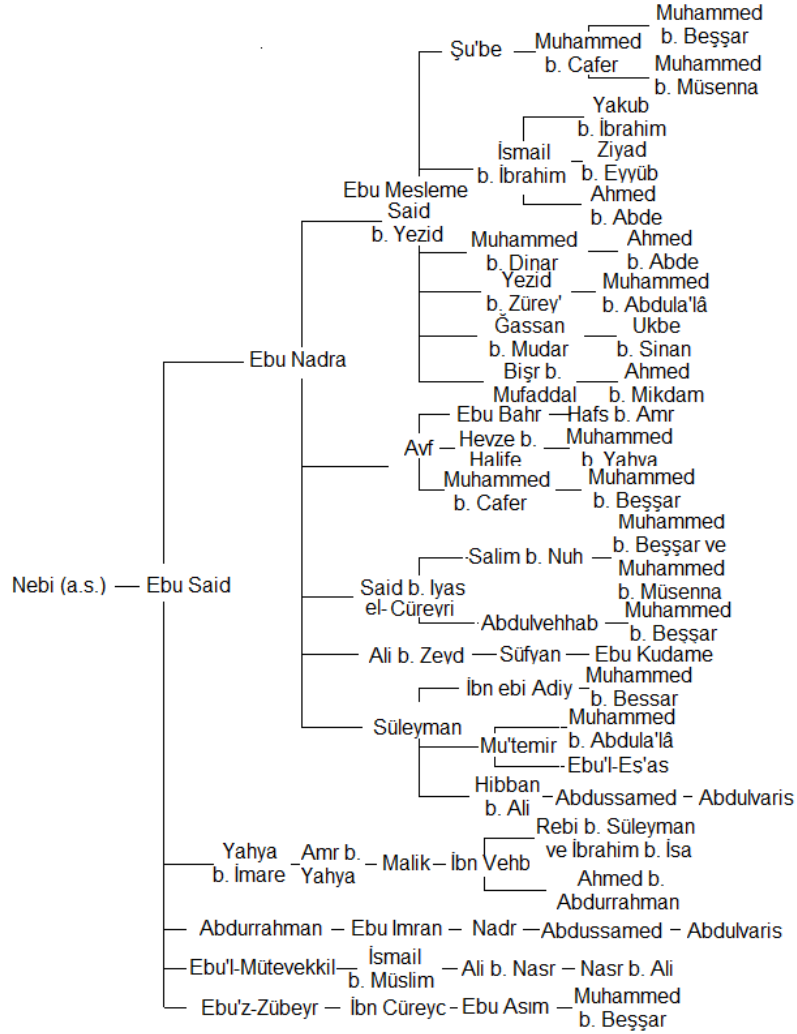 Muhammed
b. Beşşar
Şu'be
Muhammed
b. Cafer
Muhammed
b. Müsenna
Yakub
b. İbrahim
İsmail
b. İbrahim
Ziyad
b. Eyyüb
Ahmed
b. Abde
Ebu Mesleme
Said
b. Yezid
Muhammed
b. Dinar
Ahmed
b. Abde
Yezid
b. Zürey'
Muhammed
b. Abdula'lâ
Ğassan
b. Mudar
Ukbe
b. Sinan
Ebu Nadra
Bişr b.
Mufaddal
Ahmed
b. Mikdam
Ebu Bahr
Hafs b. Amr
Avf
Hevze b.
Halife
Muhammed
b. Yahya
Muhammed
b. Cafer
Muhammed
b. Beşşar
Nebi (a.s.)
Ebu Said
Said b. Iyas
el-Cüreyri
Salim b. Nuh
Muhammed
b. Beşşar ve
Muhammed
b. Müsenna
Abdulvehhab
Muhammed
b. Beşşar
Ali b. Zeyd
Süfyan
Ebu Kudame
Süleyman
İbn ebi Adiy
Muhammed
b. Bessar
Mu'temir
Muhammed
b. Abdula'lâ
Ebu'l-Es'as
Hibban
b. Ali
Abdussamed
Abdulvaris
Yahya
b. İmare
Amr b.
Yahya
Malik
İbn Vehb
Rebi b. Süleyman
ve İbrahim b. İsa
Ahmed b.
Abdurrahman
Abdurrahman
Ebu Imran
Nadr
Abdussamed
Abdulvaris
Ebu'l-Mütevekkil
İsmail
b. Müslim
Ali b. Nasr
Nasr b. Ali
Ebu'z-Zübeyr
İbn Cüreyc
Ebu Asım
Muhammed
b. Beşşar